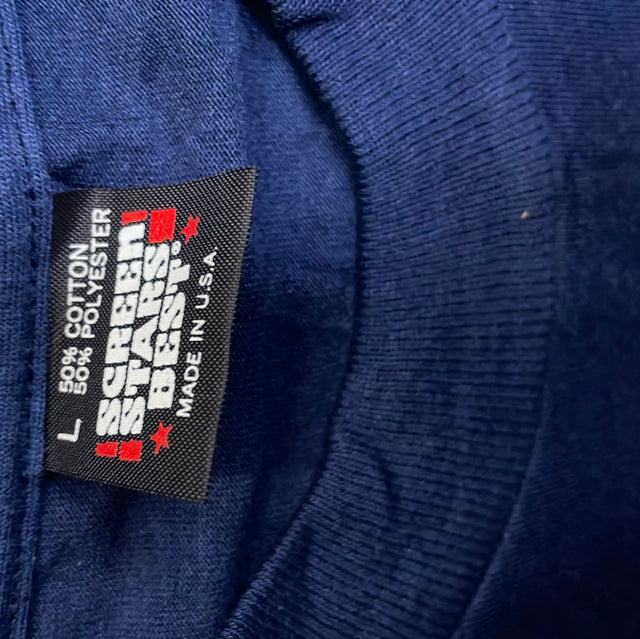 SCREEN
STARS
BEST®
MADE IN U.S.A.
L
50% COTTON
50% POLYESTER